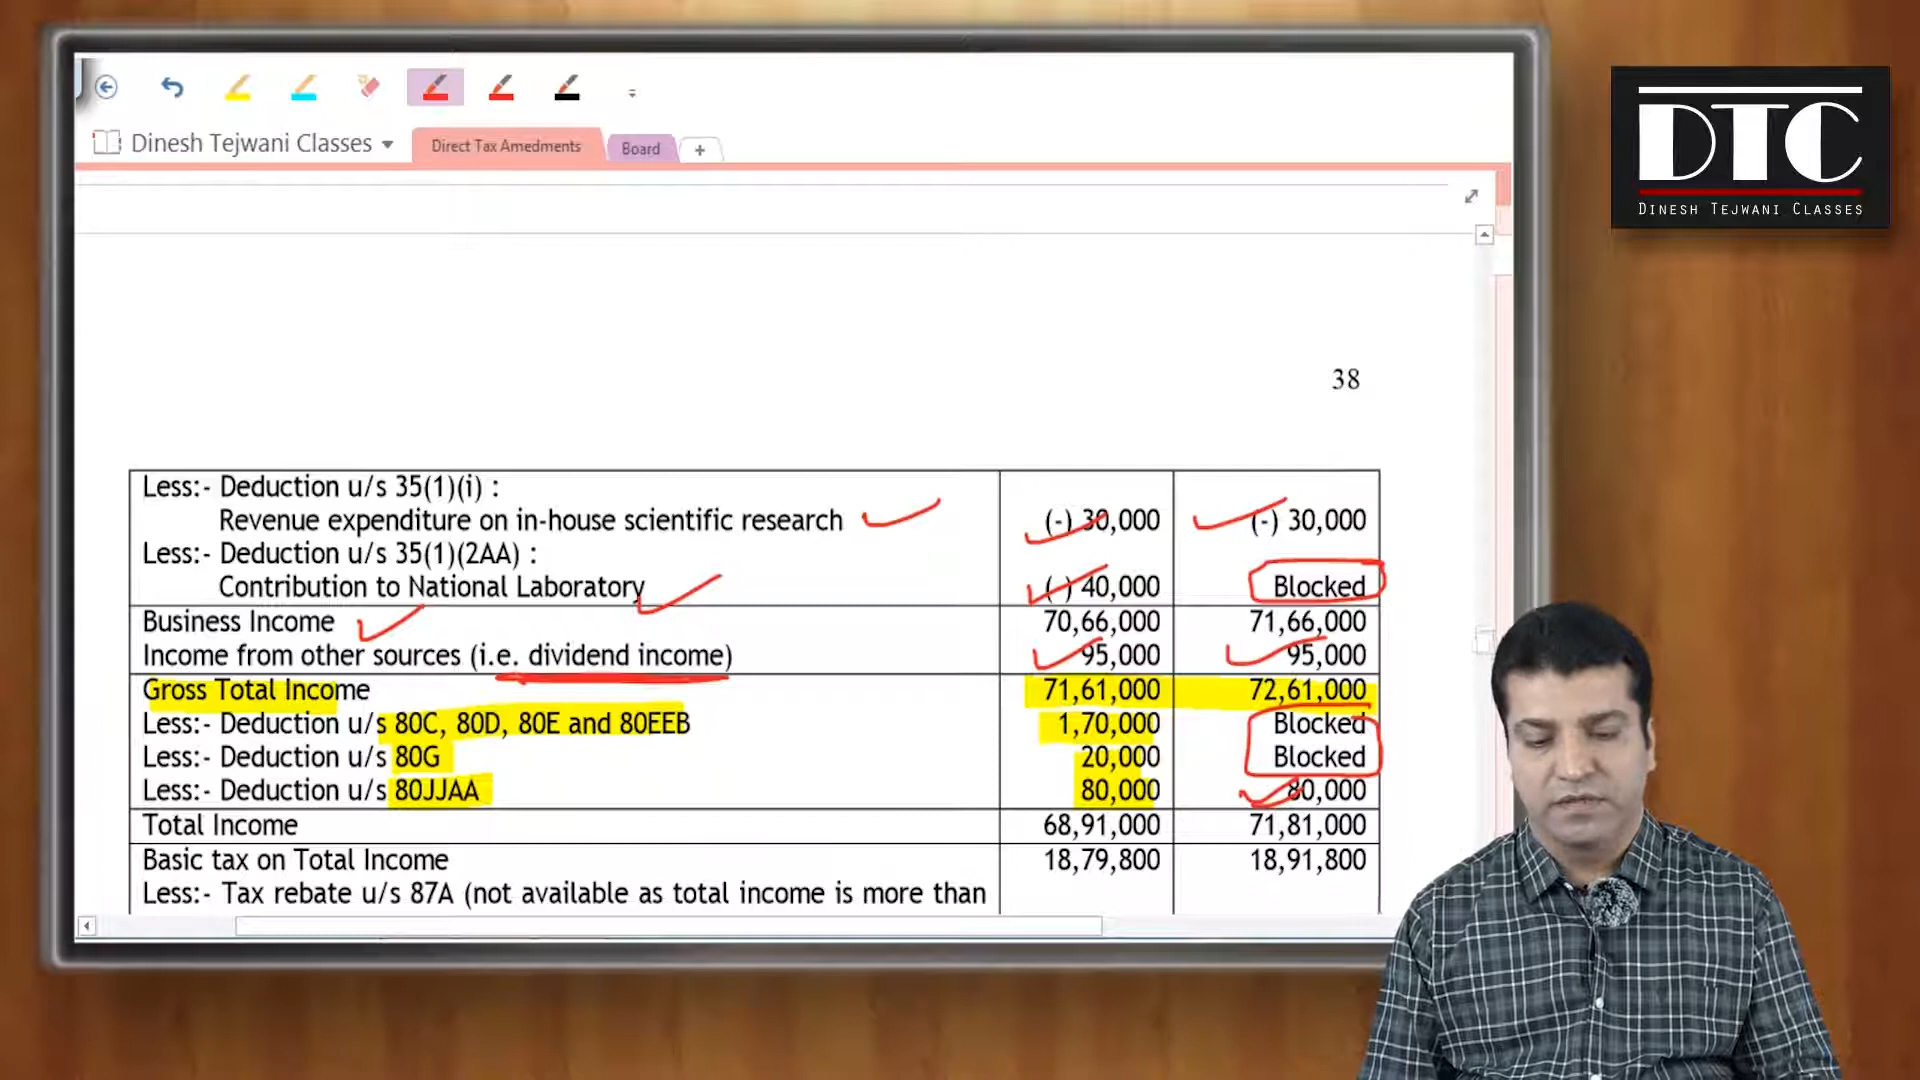 Dinesh Tejwani Classes
Direct Tax Amedments
Board
DTC
DINESH TEJWANI CLASSES
38
Less:- Deduction u/s 35(1)(i) :
Revenue expenditure on in-house scientific research (-) 30,000 (-) 30,000
Less:- Deduction u/s 35(1)(2AA) :
Contribution to National Laboratory (-) 40,000 Blocked
Business Income 70,66,000 71,66,000
Income from other sources (i.e. dividend income) 95,000 95,000
Gross Total Income 71,61,000 72,61,000
Less:- Deduction u/s 80C, 80D, 80E and 80EEB 1,70,000 Blocked
Less:- Deduction u/s 80G 20,000 Blocked
Less:- Deduction u/s 80JJAA 80,000 80,000
Total Income 68,91,000 71,81,000
Basic tax on Total Income 18,79,800 18,91,800
Less:- Tax rebate u/s 87A (not available as total income is more than